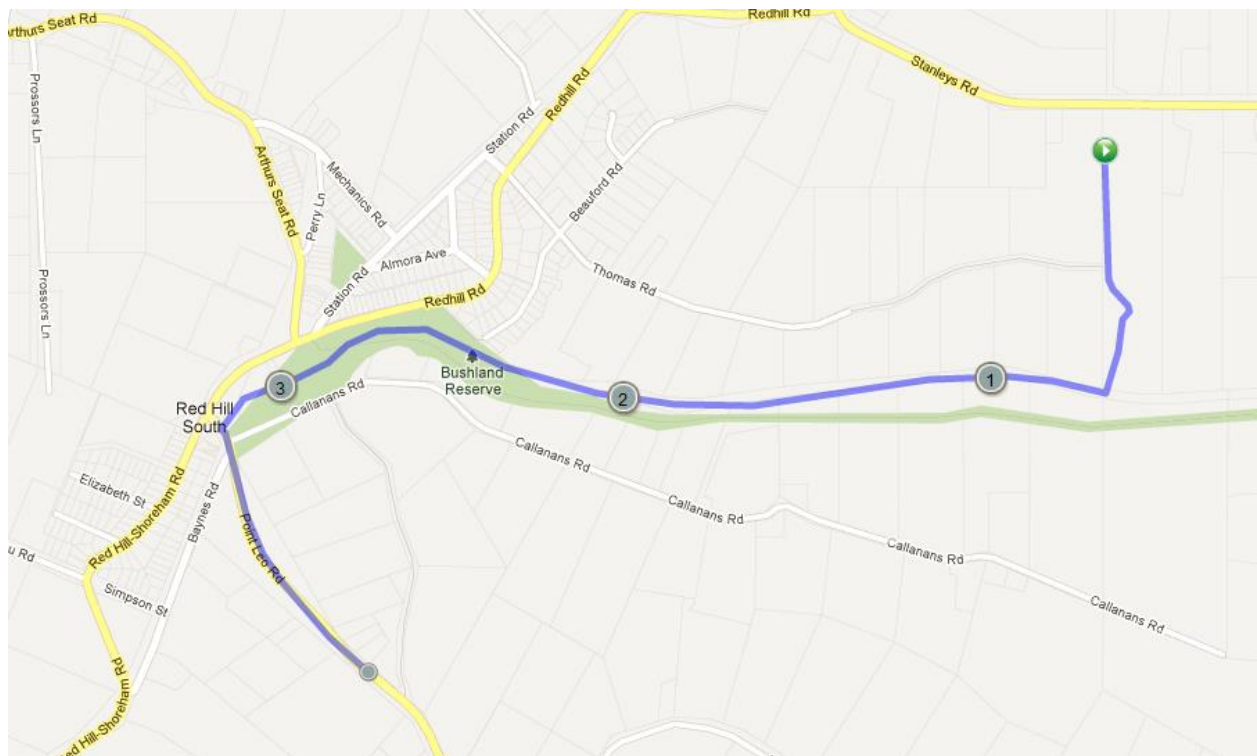 Arthurs Seat Rd
Redhill Rd
Stanleys Rd
Prossors Ln
Station Rd
Redhill Rd
Mechanics Rd
Perry Ln
Arthurs Seat Rd
Beauford Rd
Almora Ave
Station Rd
Thomas Rd
Prossors Ln
Redhill Rd
Bushland
Reserve
1
2
3
Callanans Rd
Red Hill
South
Callanans Rd
Callanans Rd
Callanans Rd
Callanans Rd
Elizabeth St
Baynes Rd
Red Hill-Shoreham Rd
Point Leo Rd
Rd
Simpson St
Red Hill-Shoreham Rd